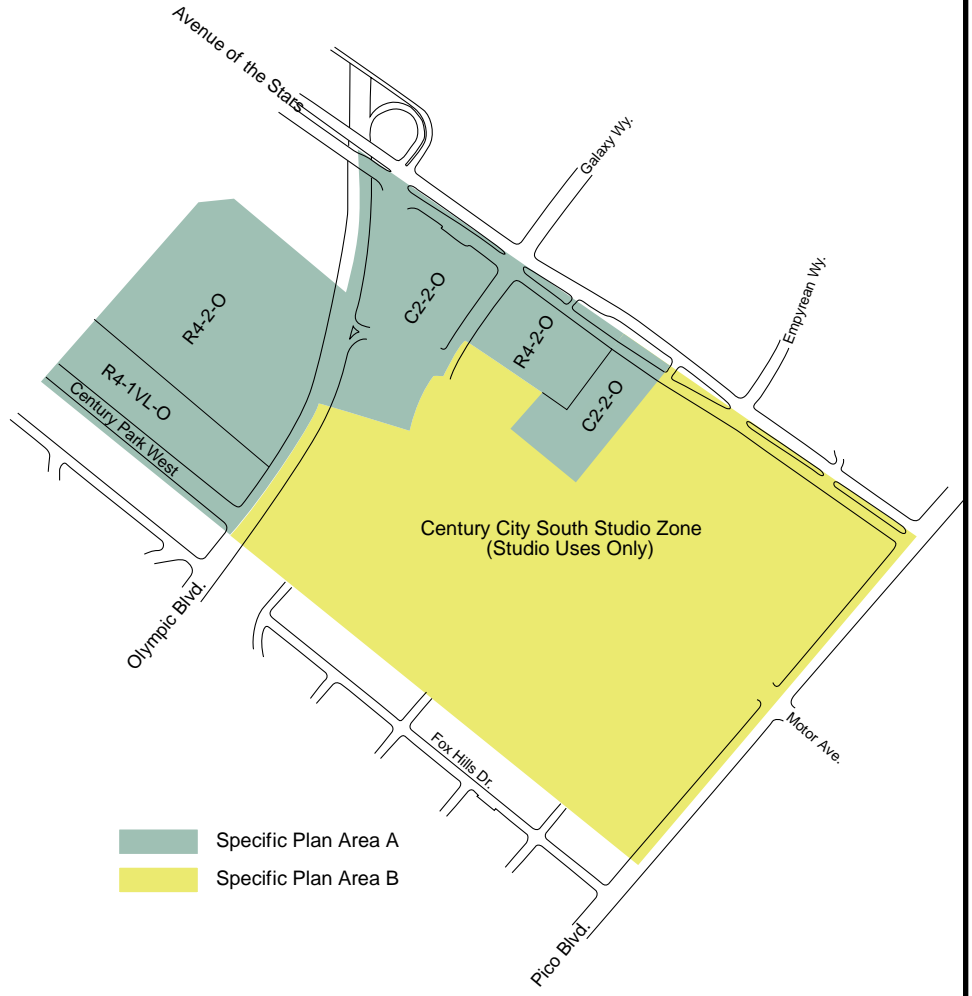 Avenue of the Stars
Galaxy Wy.
Empyrean Wy.
C2-2-O
R4-2-O
R4-2-O
R4-1VL-O
C2-2-O
Century Park West
Century City South Studio Zone
(Studio Uses Only)
Olympic Blvd.
Motor Ave.
Fox Hills Dr.
Specific Plan Area A
Specific Plan Area B
Pico Blvd.